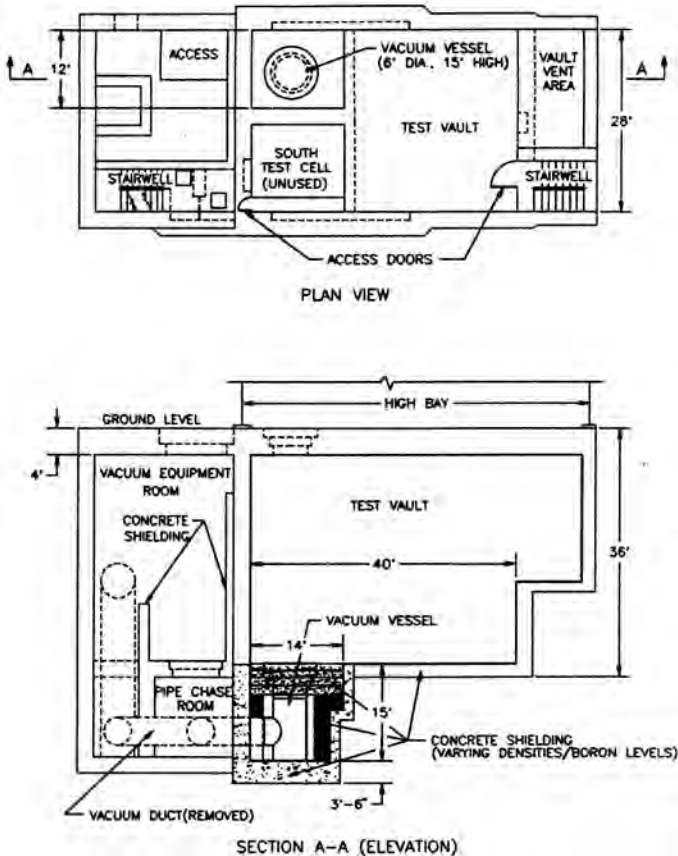 ACCESS
VACUUM VESSEL
(6' DIA., 15' HIGH)
VAULT
VENT
AREA
A
A
12'
TEST VAULT
28'
SOUTH
TEST CELL
(UNUSED)
STAIRWELL
STAIRWELL
ACCESS DOORS
PLAN VIEW
HIGH BAY
GROUND LEVEL
4'
VACUUM EQUIPMENT
ROOM
TEST VAULT
CONCRETE
SHIELDING
40'
36'
VACUUM VESSEL
14'
PIPE CHASE
ROOM
15'
CONCRETE SHIELDING
(VARYING DENSITIES/BORON LEVELS)
3'-6"
VACUUM DUCT(REMOVED)
SECTION A-A (ELEVATION)